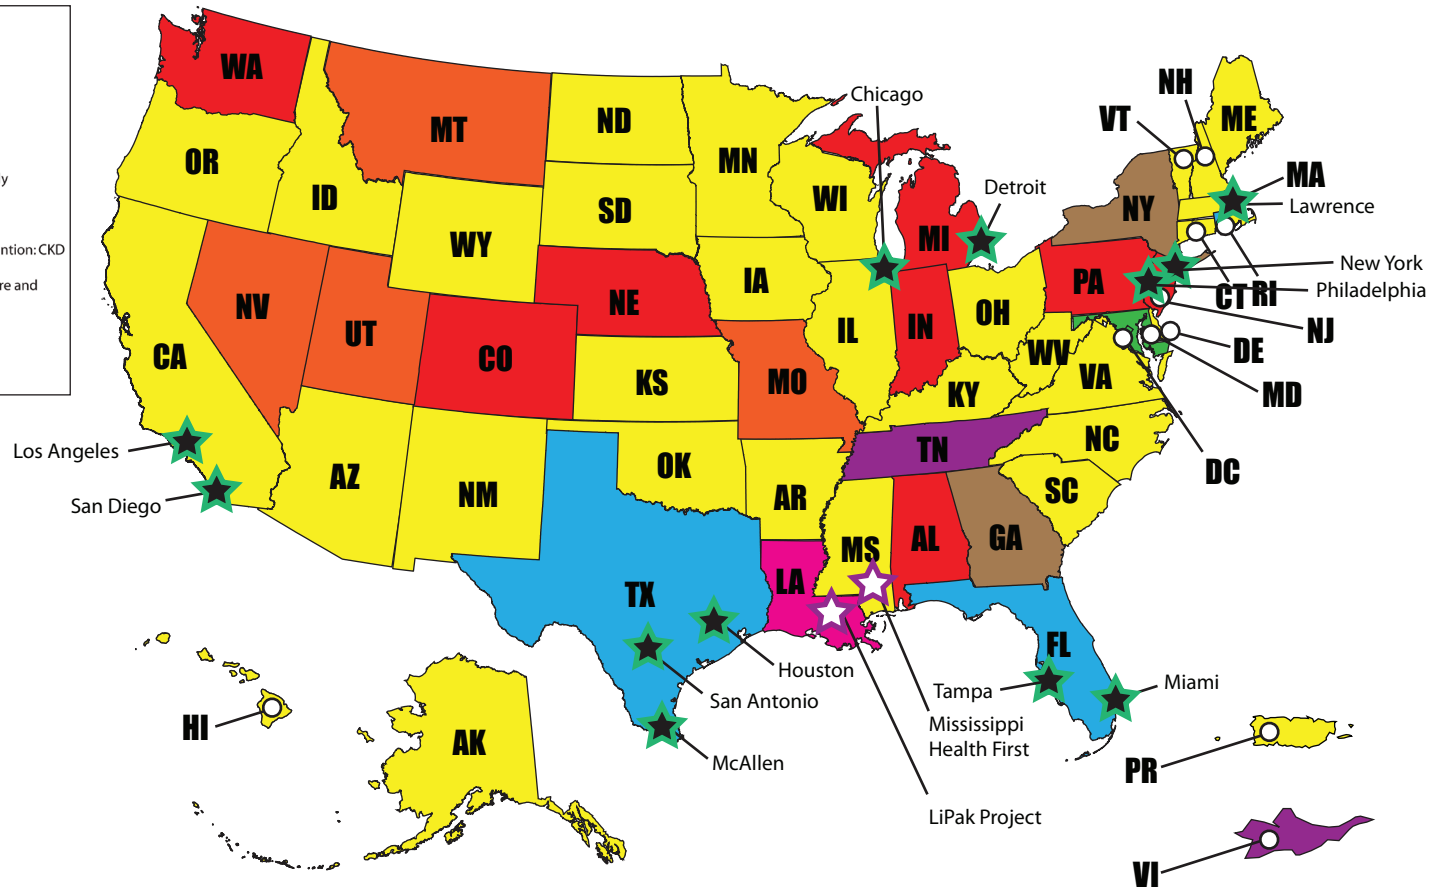 ly
ntion: CKD
re and
WA
MT
ND
OR
ID
MN
SD
WI
WY
Chicago
Detroit
MI
NH
VT
ME
MA
Lawrence
NY
New York
Philadelphia
PA
CT
RI
NJ
DE
MD
DC
NV
UT
CO
NE
IA
IL
IN
OH
WV
VA
KY
CA
KS
MO
TN
NC
SC
Los Angeles
San Diego
AZ
NM
OK
AR
MS
AL
GA
TX
LA
Houston
San Antonio
McAllen
FL
Tampa
Miami
Mississippi
Health First
LiPak Project
HI
AK
PR
VI